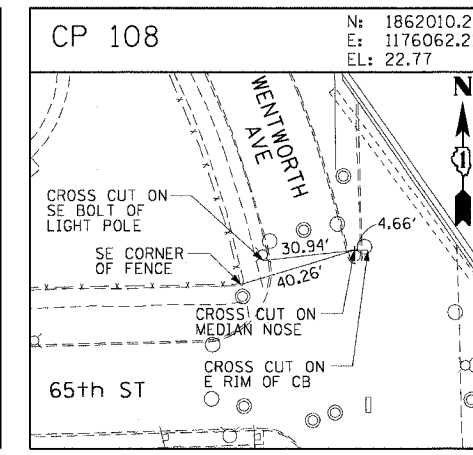 CP 108
N: 1862010.2
E: 1176062.2
EL: 22.77
N
WENTWORTH
AVE
CROSS CUT ON
SE BOLT OF
LIGHT POLE
4.66'
30.94'
SE CORNER
OF FENCE
40.26'
CROSS CUT ON
MEDIAN NOSE
CROSS CUT ON
E RIM OF CB
65th ST